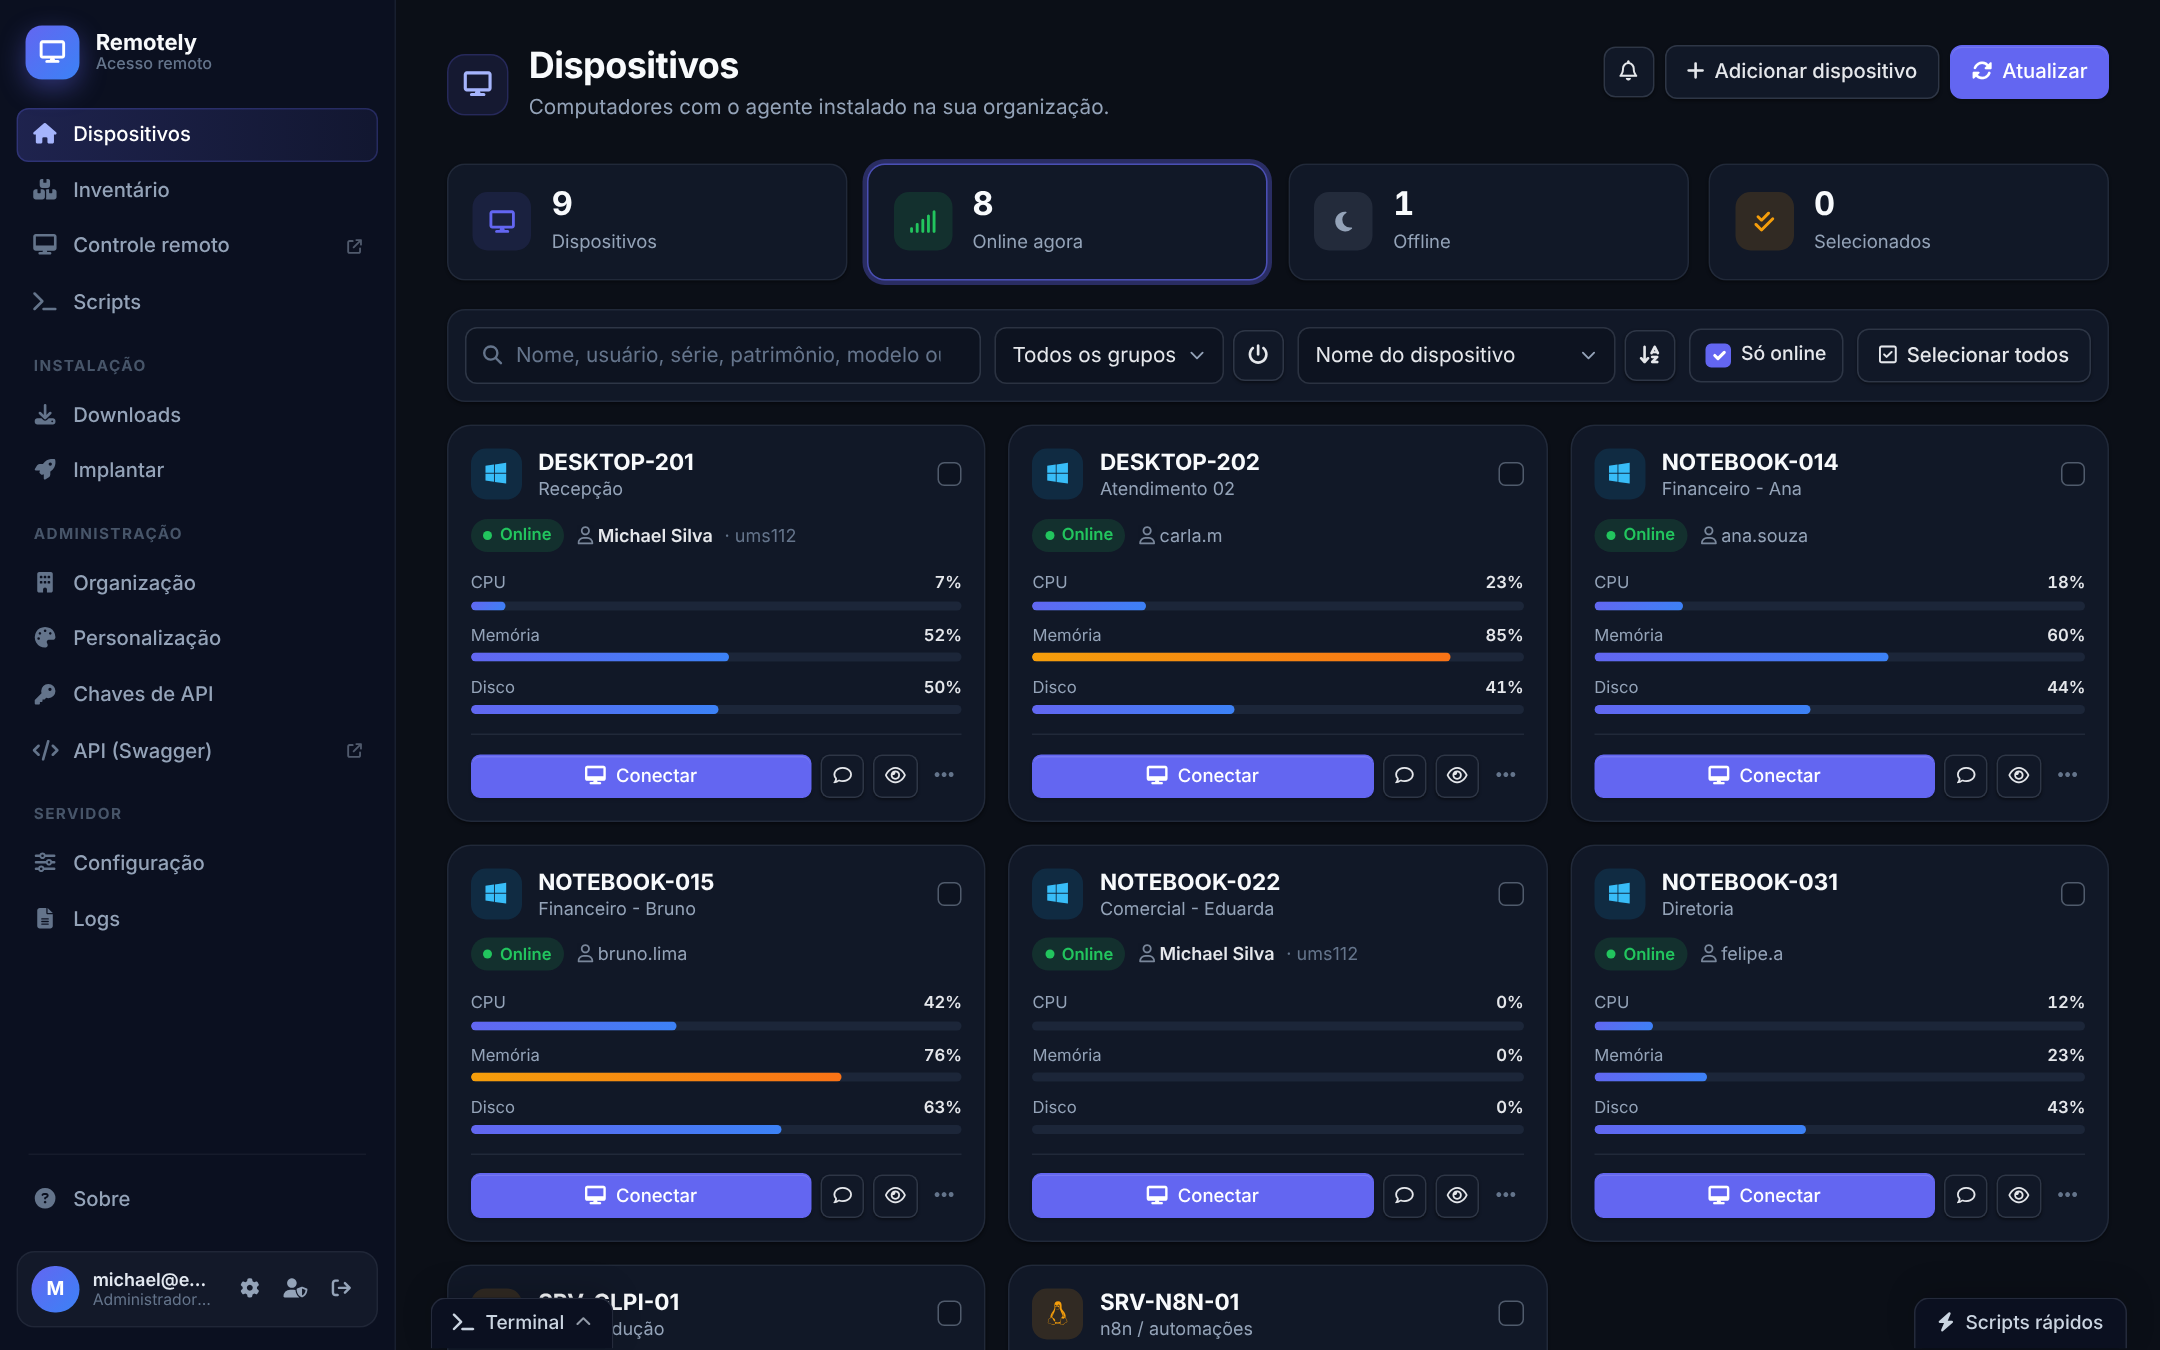 Remotely
Acesso remoto
Dispositivos
Inventário
Controle remoto
Scripts
INSTALAÇÃO
Downloads
Implantar
ADMINISTRAÇÃO
Organização
Personalização
Chaves de API
API (Swagger)
SERVIDOR
Configuração
Logs
Sobre
M
michael@e...
Administrador...
Dispositivos
Computadores com o agente instalado na sua organização.
Adicionar dispositivo
Atualizar
9
Dispositivos
8
Online agora
1
Offline
0
Selecionados
Nome, usuário, série, patrimônio, modelo ou
Todos os grupos
Nome do dispositivo
Só online
Selecionar todos
DESKTOP-201
Recepção
Online
Michael Silva · ums112
CPU 7%
Memória 52%
Disco 50%
Conectar
DESKTOP-202
Atendimento 02
Online
carla.m
CPU 23%
Memória 85%
Disco 41%
Conectar
NOTEBOOK-014
Financeiro - Ana
Online
ana.souza
CPU 18%
Memória 60%
Disco 44%
Conectar
NOTEBOOK-015
Financeiro - Bruno
Online
bruno.lima
CPU 42%
Memória 76%
Disco 63%
Conectar
NOTEBOOK-022
Comercial - Eduarda
Online
Michael Silva · ums112
CPU 0%
Memória 0%
Disco 0%
Conectar
NOTEBOOK-031
Diretoria
Online
felipe.a
CPU 12%
Memória 23%
Disco 43%
Conectar
SRV-GLPI-01
dução
SRV-N8N-01
n8n / automações
Terminal
Scripts rápidos